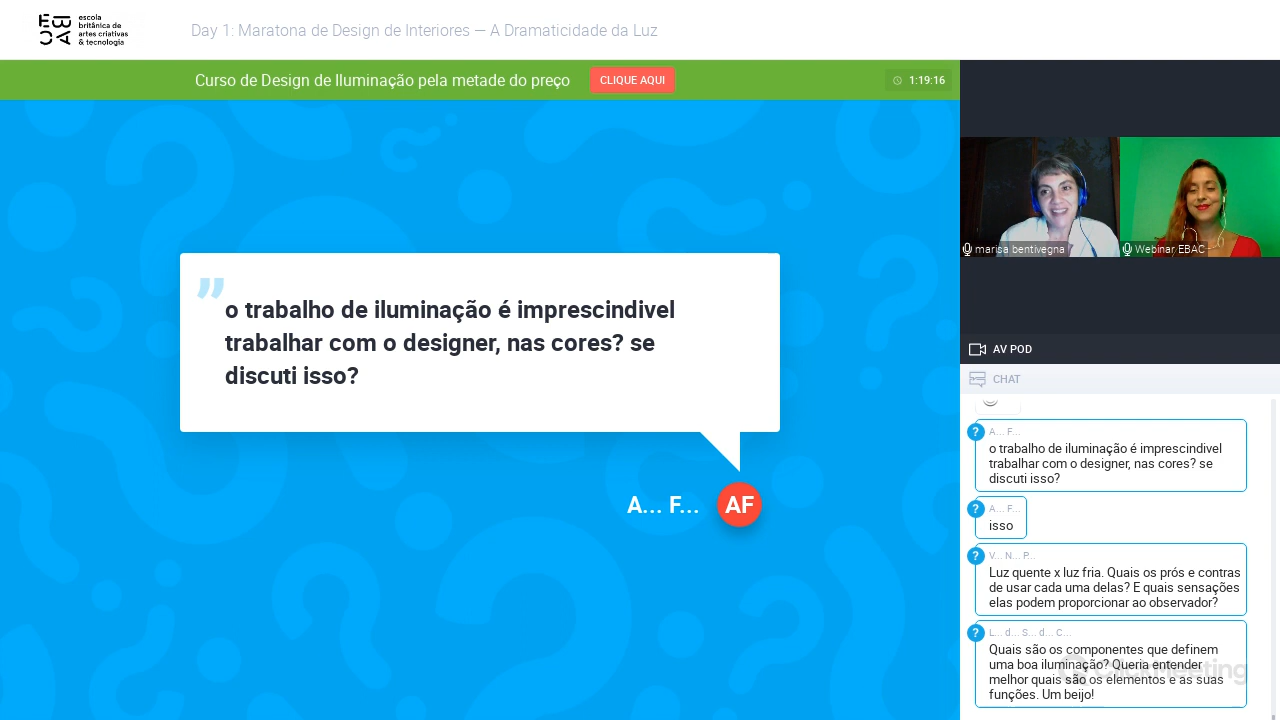 EBAC
escola
britânica de
artes criativas
& tecnologia
Day 1: Maratona de Design de Interiores — A Dramaticidade da Luz
Curso de Design de Iluminação pela metade do preço
CLIQUE AQUI
1:19:16
” o trabalho de iluminação é imprescindivel
trabalhar com o designer, nas cores? se
discuti isso?
A... F...
AF
marisa bentivegna
Webinar EBAC -
AV POD
CHAT
? A... F...
o trabalho de iluminação é imprescindivel
trabalhar com o designer, nas cores? se
discuti isso?
? A... F...
isso
? V... N... P...
Luz quente x luz fria. Quais os prós e contras
de usar cada uma delas? E quais sensações
elas podem proporcionar ao observador?
? L... d... S... d... C...
Quais são os componentes que definem
uma boa iluminação? Queria entender
melhor quais são os elementos e as suas
funções. Um beijo!
ClickMeeting